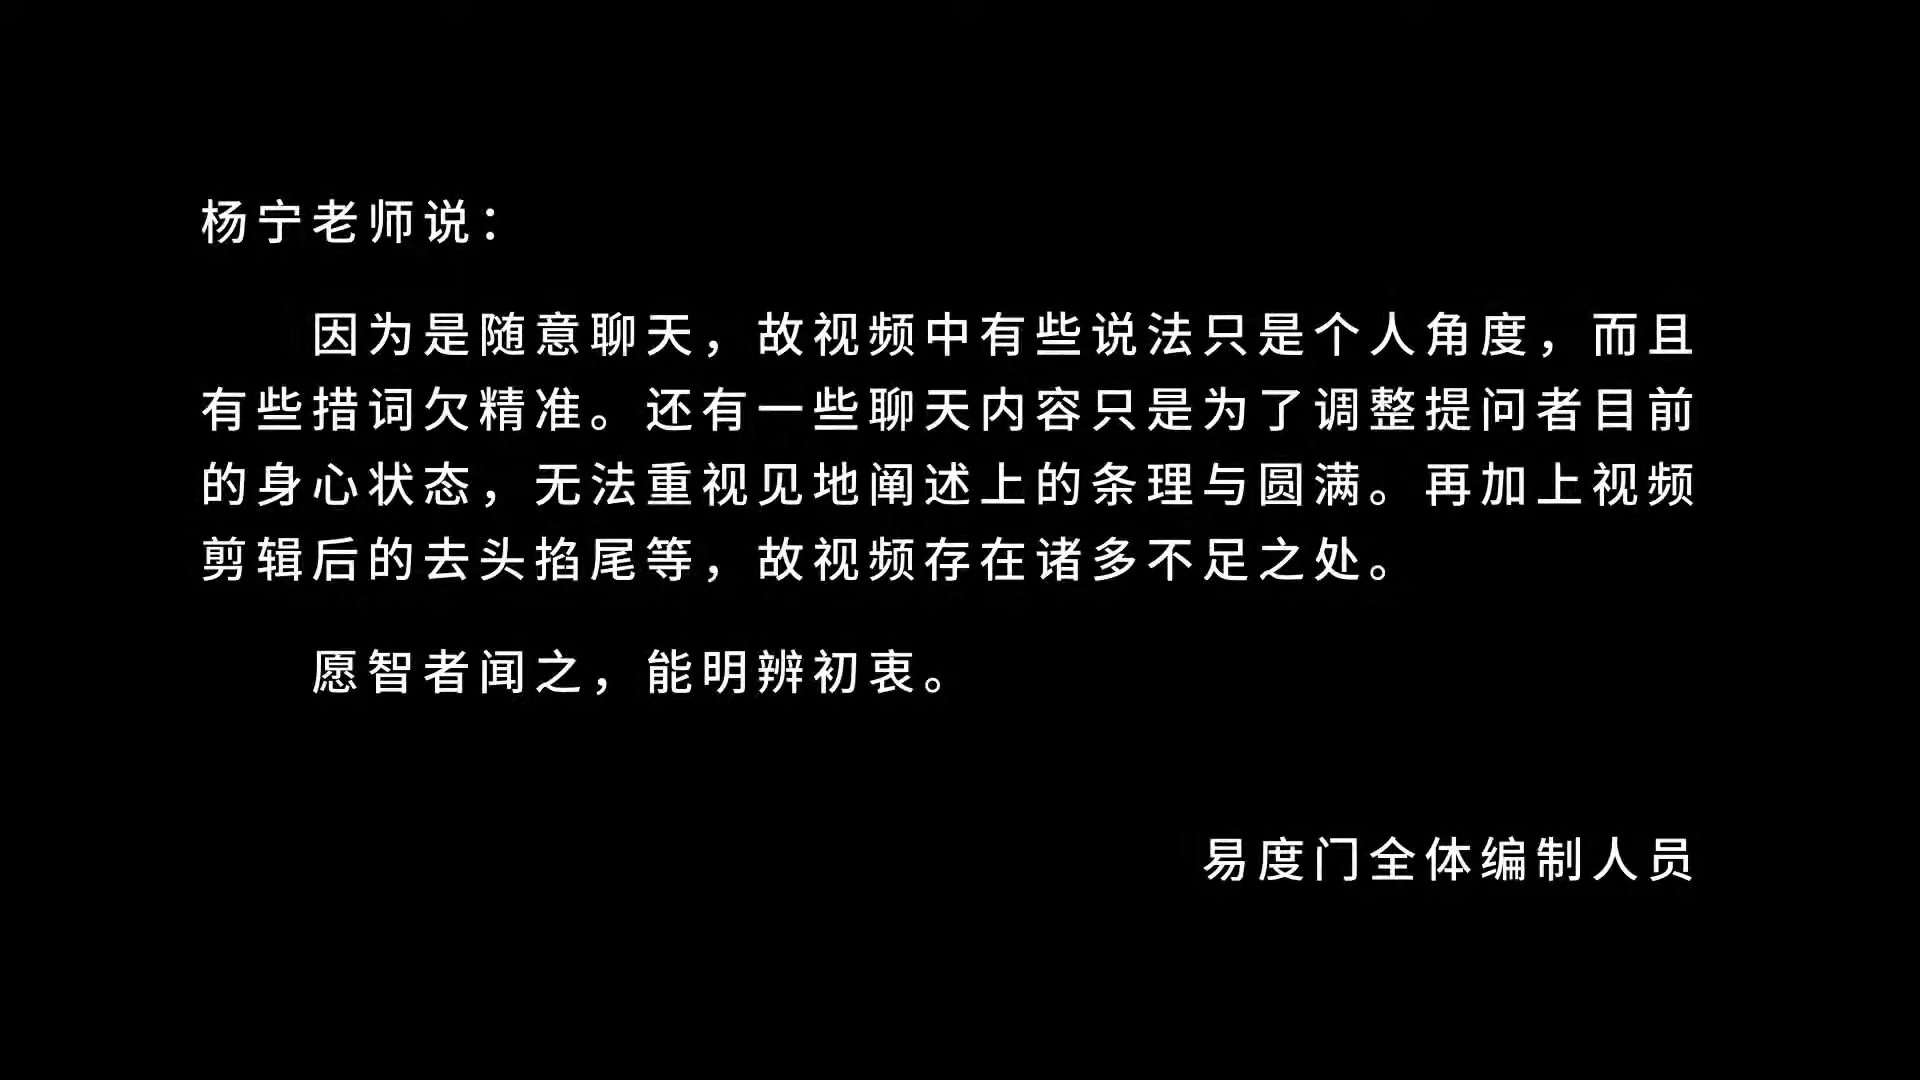 杨宁老师说：
因为是随意聊天，故视频中有些说法只是个人角度，而且
有些措词欠精准。还有一些聊天内容只是为了调整提问者目前
的身心状态，无法重视见地阐述上的条理与圆满。再加上视频
剪辑后的去头掐尾等，故视频存在诸多不足之处。
愿智者闻之，能明辨初衷。
易度门全体编制人员